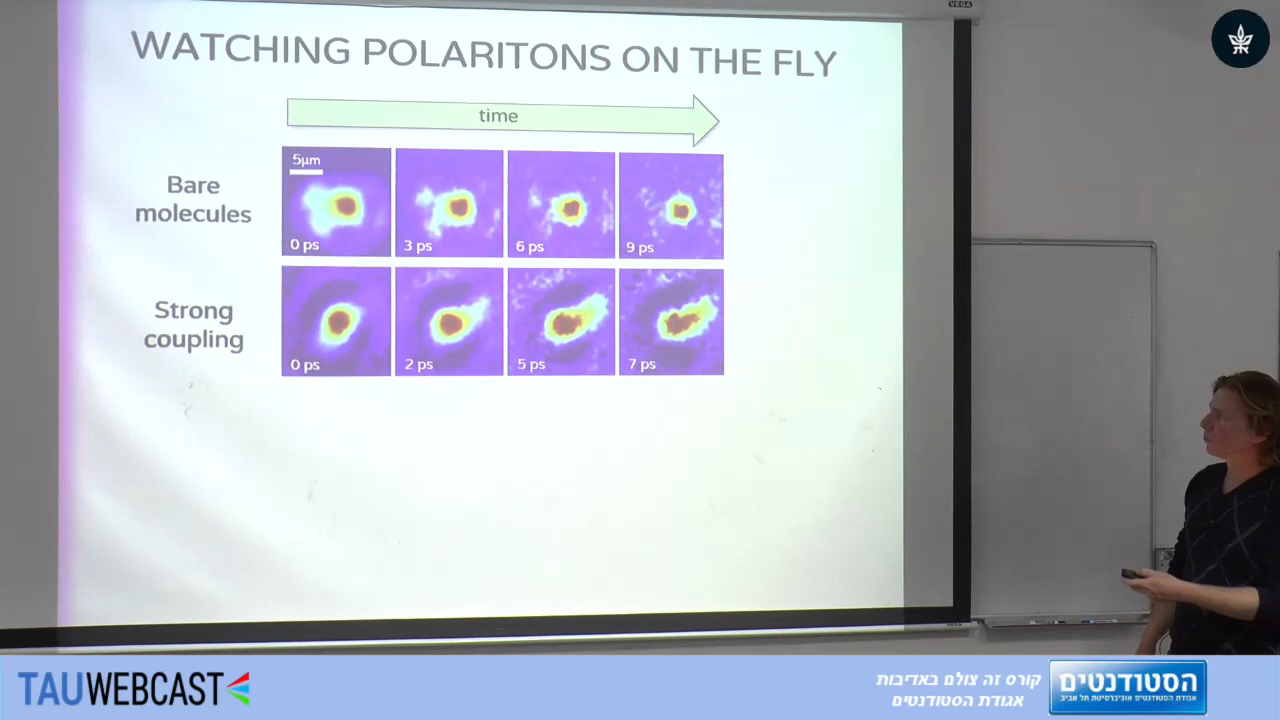 VEGA
WATCHING POLARITONS ON THE FLY
time
Bare
molecules
5μm
0 ps
3 ps
6 ps
9 ps
Strong
coupling
0 ps
2 ps
5 ps
7 ps
VEGA
TAUWEBCAST
קורס זה צולם באדיבות
אגודת הסטודנטים
הסטודנטים
אגודת הסטודנטים אוניברסיטת תל אביב